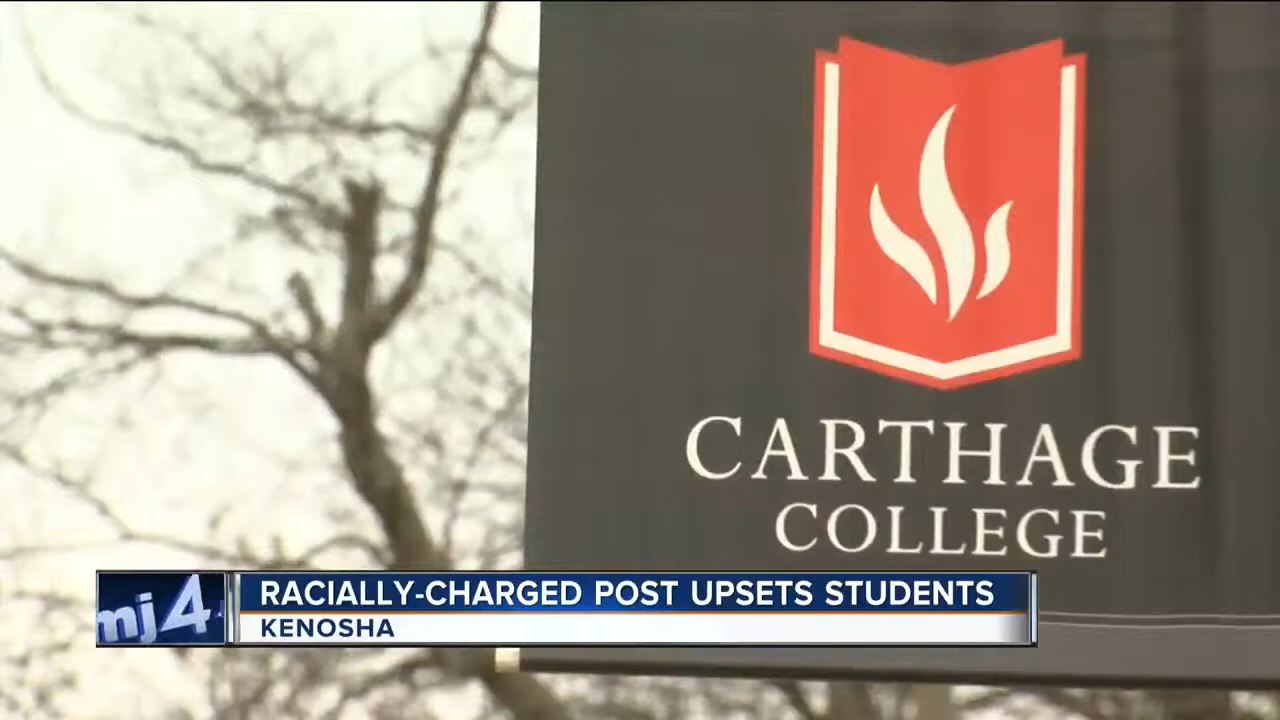 CARTHAGE
COLLEGE
mj4
RACIALLY-CHARGED POST UPSETS STUDENTS
KENOSHA